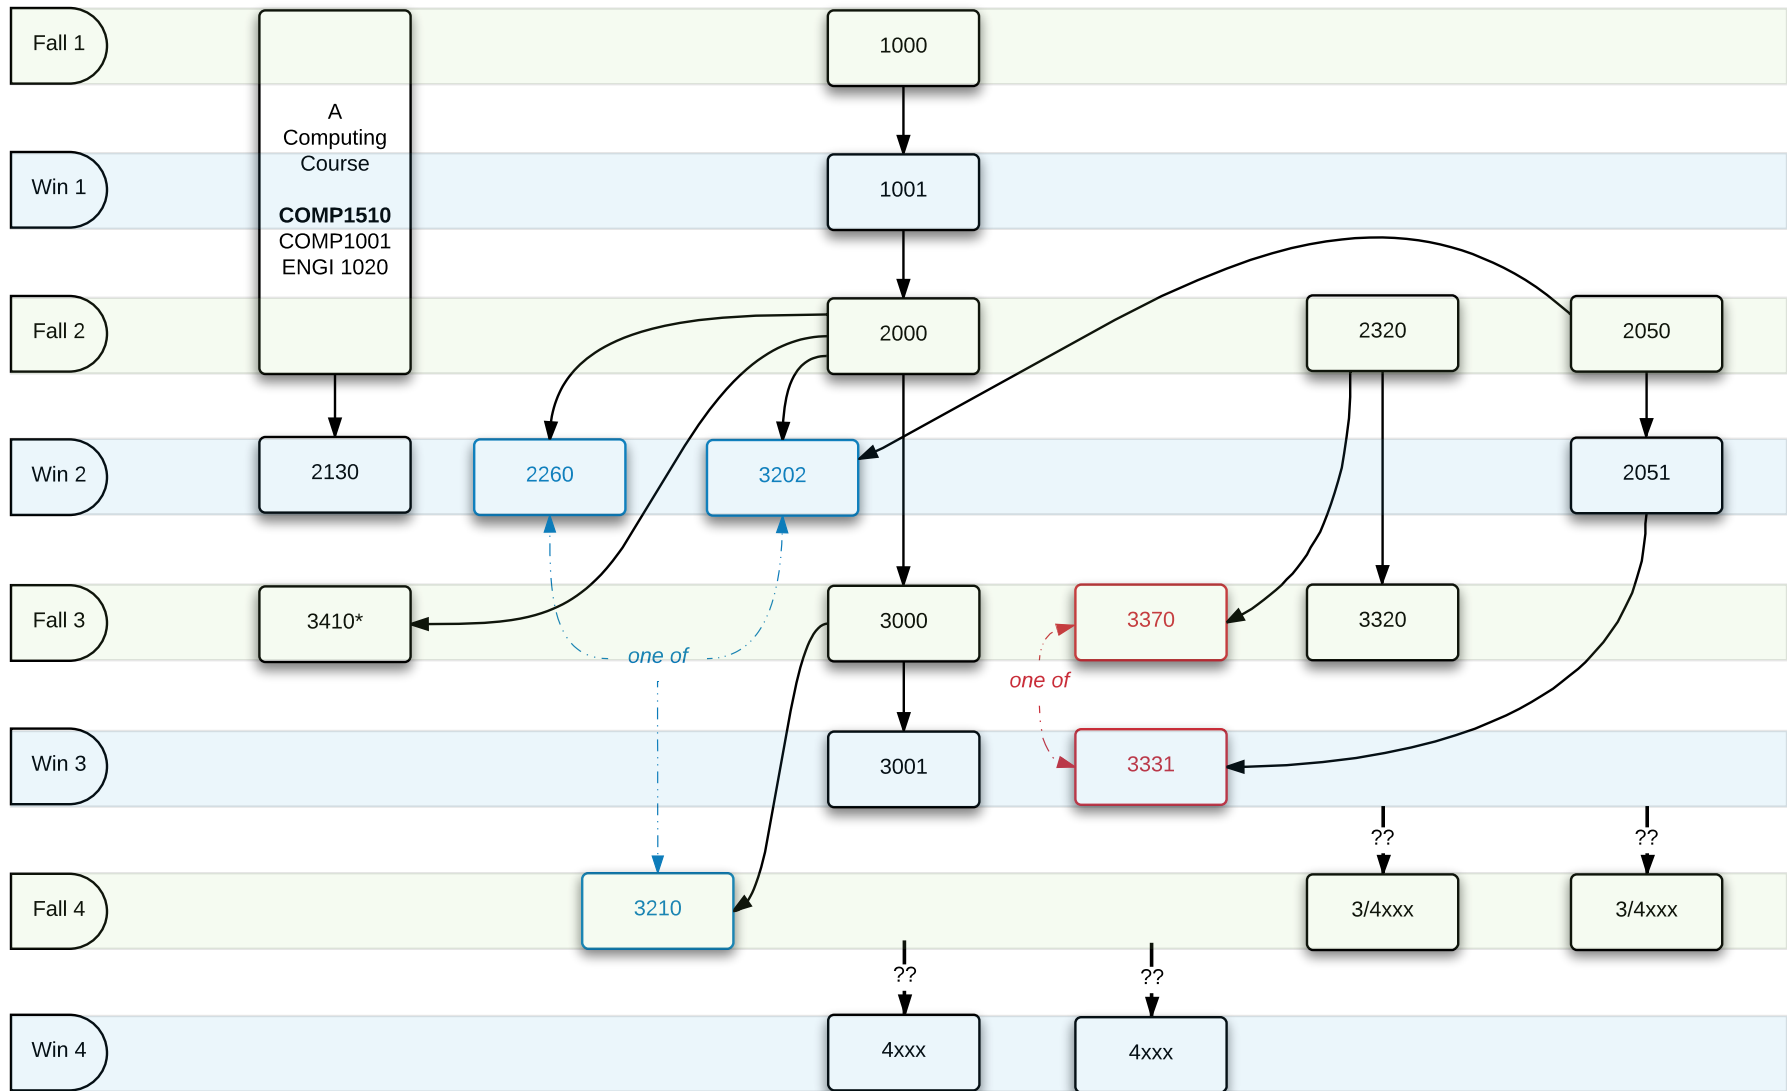 Fall 1
1000
A
Computing
Course
Win 1
1001
COMP1510
COMP1001
ENGI 1020
Fall 2
2000
2320
2050
Win 2
2130
2260
3202
2051
Fall 3
3410*
3000
3370
3320
one of
one of
Win 3
3001
3331
??
??
Fall 4
3210
3/4xxx
3/4xxx
??
??
Win 4
4xxx
4xxx